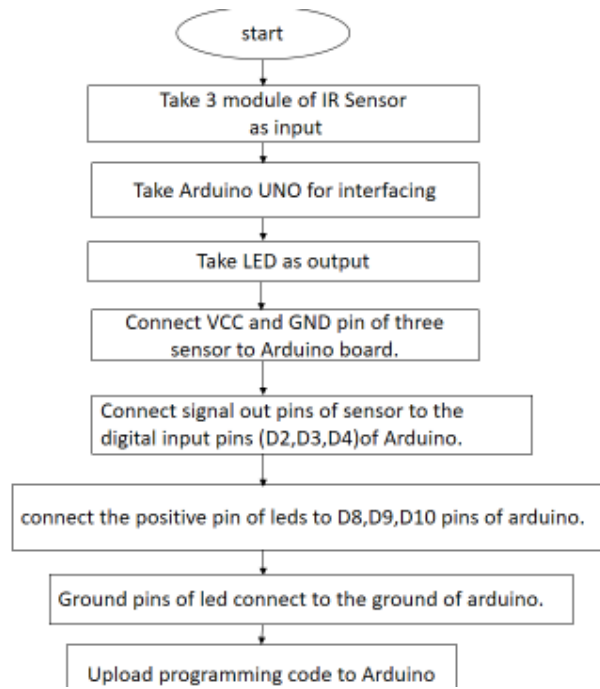 start
Take 3 module of IR Sensor
as input
Take Arduino UNO for interfacing
Take LED as output
Connect VCC and GND pin of three
sensor to Arduino board.
Connect signal out pins of sensor to the
digital input pins (D2,D3,D4)of Arduino.
connect the positive pin of leds to D8,D9,D10 pins of arduino.
Ground pins of led connect to the ground of arduino.
Upload programming code to Arduino